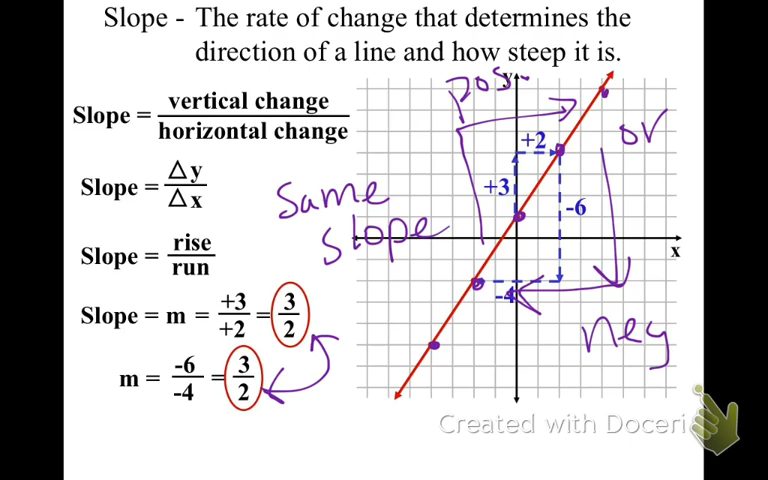 Slope - The rate of change that determines the
direction of a line and how steep it is.
Slope = vertical change
horizontal change
Slope = Δy
Δx
Slope = rise
run
Slope = m = +3 = 3
+2 2
m = -6 = 3
-4 2
Same
slope
y
pos.
or
+2
+3
-6
x
-4
neg
Created with Doceri